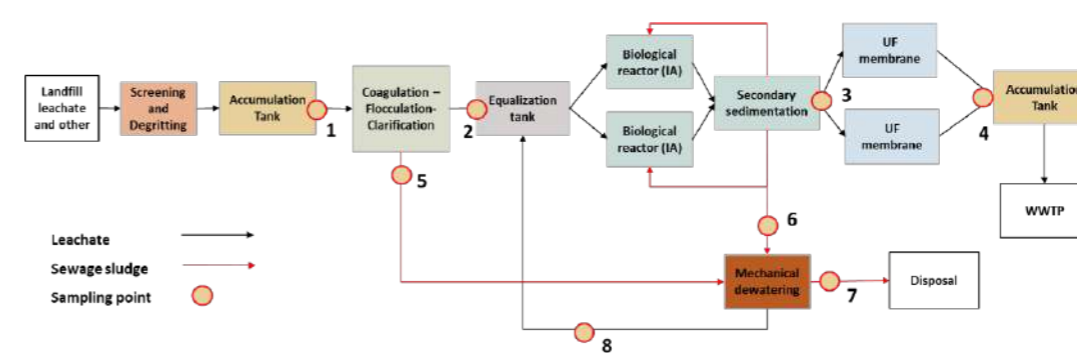 Landfill
leachate
and other
Screening
and
Degritting
Accumulation
Tank
1
Coagulation –
Flocculation-
Clarification
2
Equalization
tank
Biological
reactor (IA)
Biological
reactor (IA)
Secondary
sedimentation
3
UF
membrane
UF
membrane
4
Accumulation
Tank
WWTP
5
6
Mechanical
dewatering
7
Disposal
8
Leachate
Sewage sludge
Sampling point